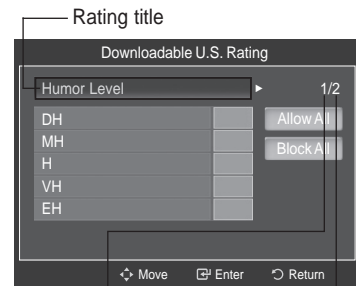 Rating title
Downloadable U.S. Rating
Humor Level ► 1/2
DH
Allow All
MH
Block All
H
VH
EH
Move Enter Return